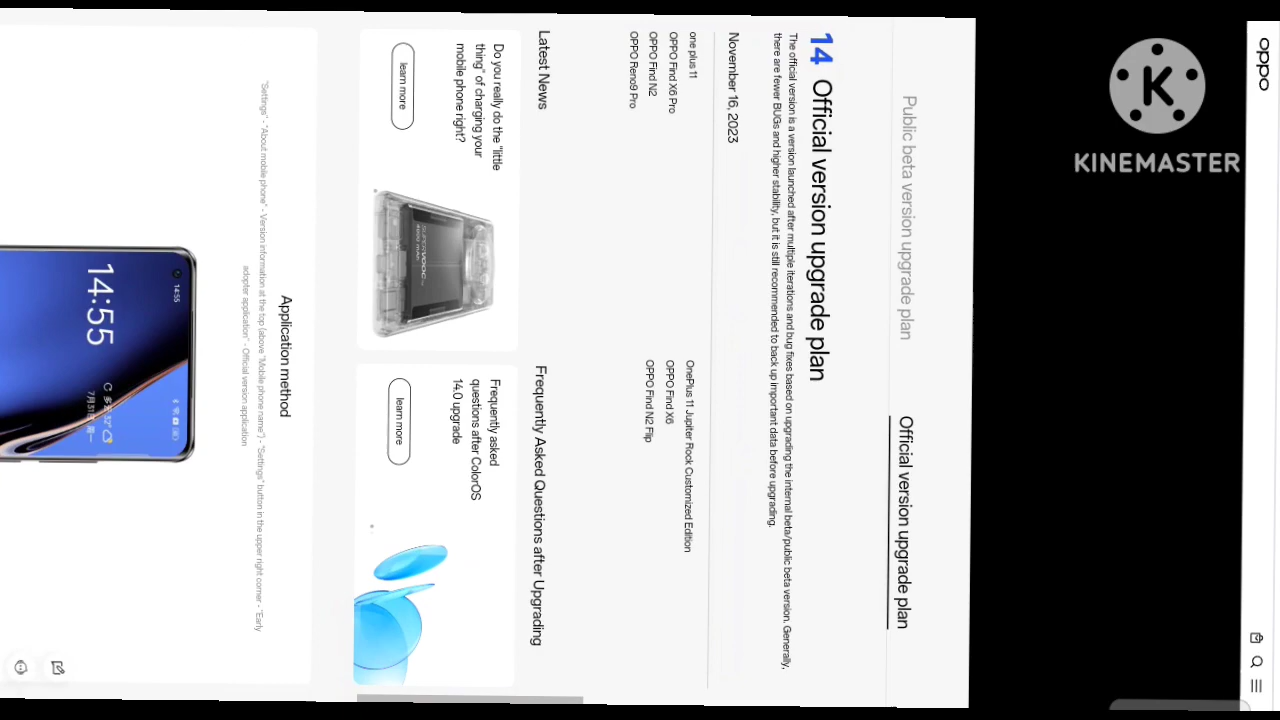 oppo
KINEMASTER
Public beta version upgrade plan
Official version upgrade plan
14 Official version upgrade plan
The official version is a version launched after multiple iterations and bug fixes based on upgrading the internal beta/public beta version. Generally,
there are fewer BUGs and higher stability, but it is still recommended to back up important data before upgrading.
November 16, 2023
one plus 11
OnePlus 11 Jupiter Rock Customized Edition
OPPO Find X6 Pro
OPPO Find X6
OPPO Find N2
OPPO Find N2 Flip
OPPO Reno9 Pro
Latest News
Do you really do the "little
thing" of charging your
mobile phone right?
learn more
SUPERVOOC
Frequently Asked Questions after Upgrading
Frequently asked
questions after ColorOS
14.0 upgrade
learn more
Application method
"Settings" - "About mobile phone" - Version information at the top (above "Mobile phone name") - "Settings" button in the upper right corner - "Early
adopter application" - Official version application
14:55
14:55